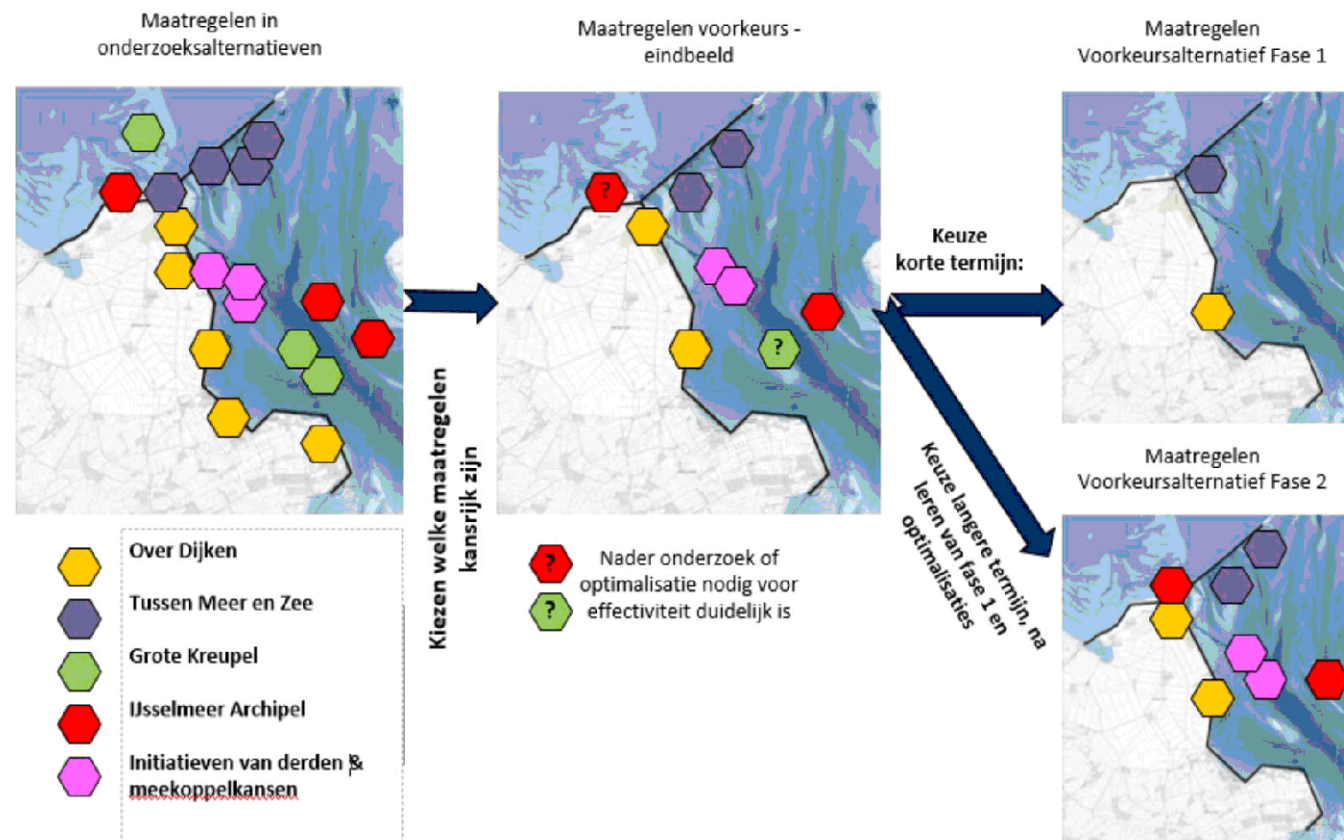 Maatregelen in
onderzoeksalternatieven
Maatregelen voorkeurs -
eindbeeld
Maatregelen
Voorkeursalternatief Fase 1
?
?
Keuze
korte termijn:
Kiezen welke maatregelen
kansrijk zijn
Keuze langere termijn, na
leren van fase 1 en
optimalisaties
Maatregelen
Voorkeursalternatief Fase 2
Over Dijken
Tussen Meer en Zee
Grote Kreupel
IJsselmeer Archipel
Initiatieven van derden &
meekoppelkansen
?
?
Nader onderzoek of
optimalisatie nodig voor
effectiviteit duidelijk is